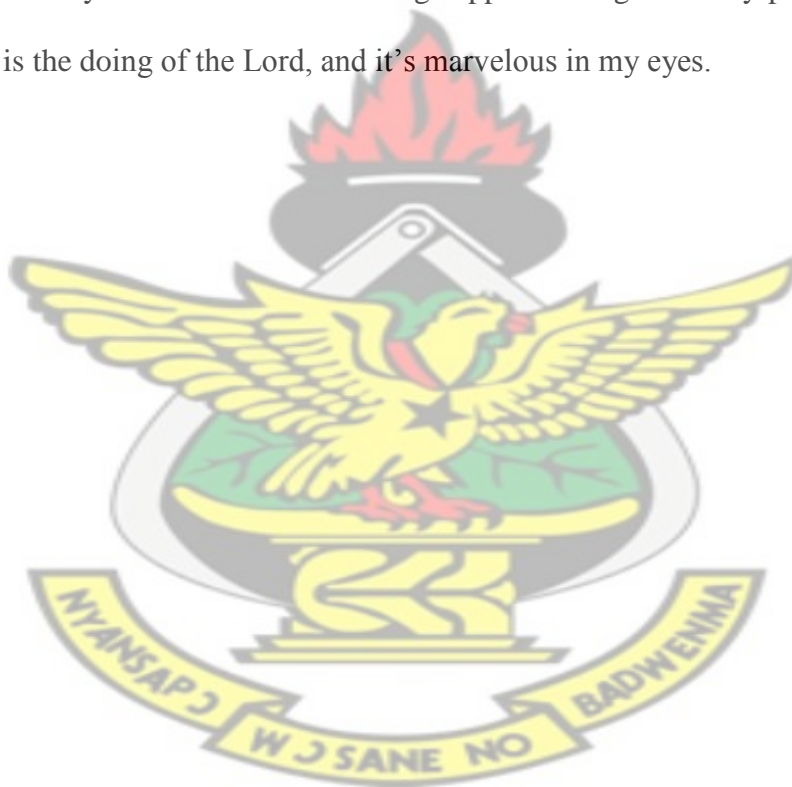 is the doing of the Lord, and it’s marvelous in my eyes.
NYANSAPƆ
WƆSANE NO
BADWENMA